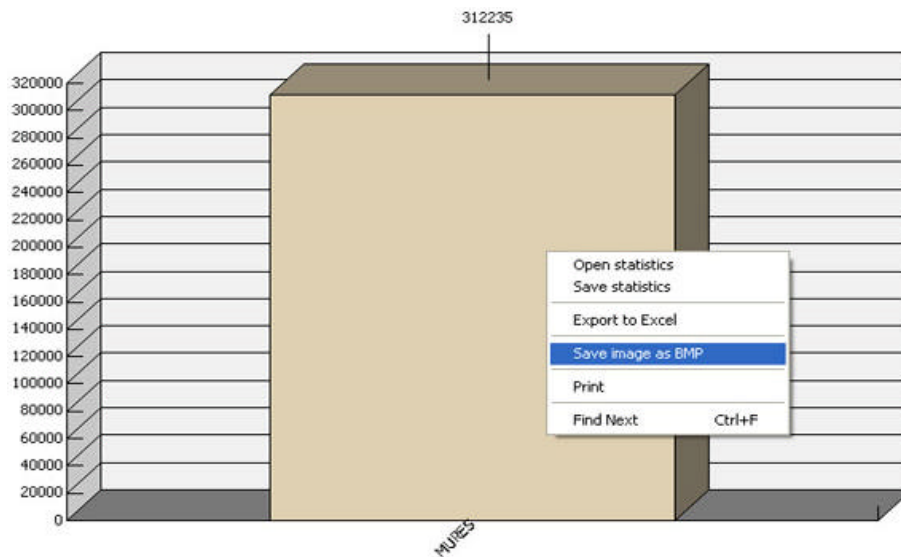 312235
320000
300000
280000
260000
240000
220000
200000
180000
160000
140000
120000
100000
80000
60000
40000
20000
0
Open statistics
Save statistics
Export to Excel
Save image as BMP
Print
Find Next Ctrl+F
MURES